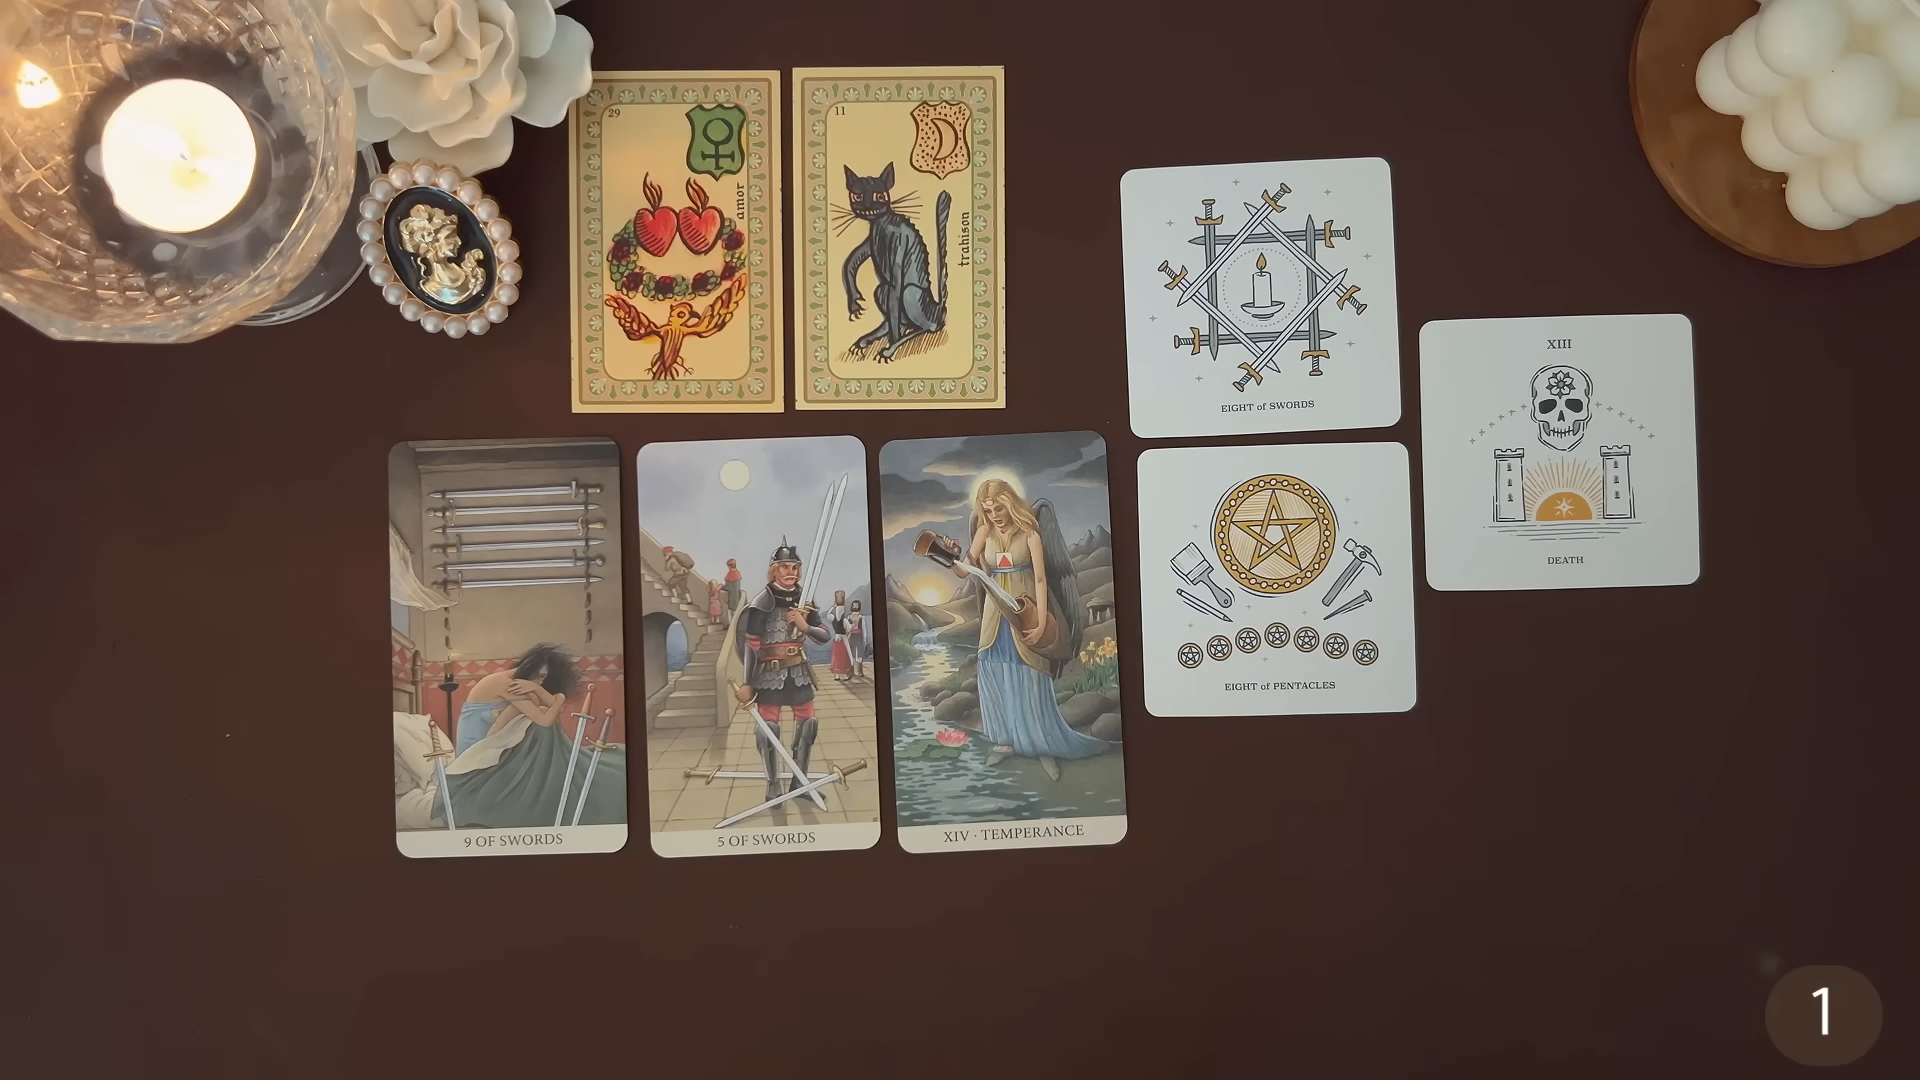 29
amor
11
trahison
EIGHT of SWORDS
XIII
DEATH
9 OF SWORDS
5 OF SWORDS
XIV · TEMPERANCE
EIGHT of PENTACLES
1